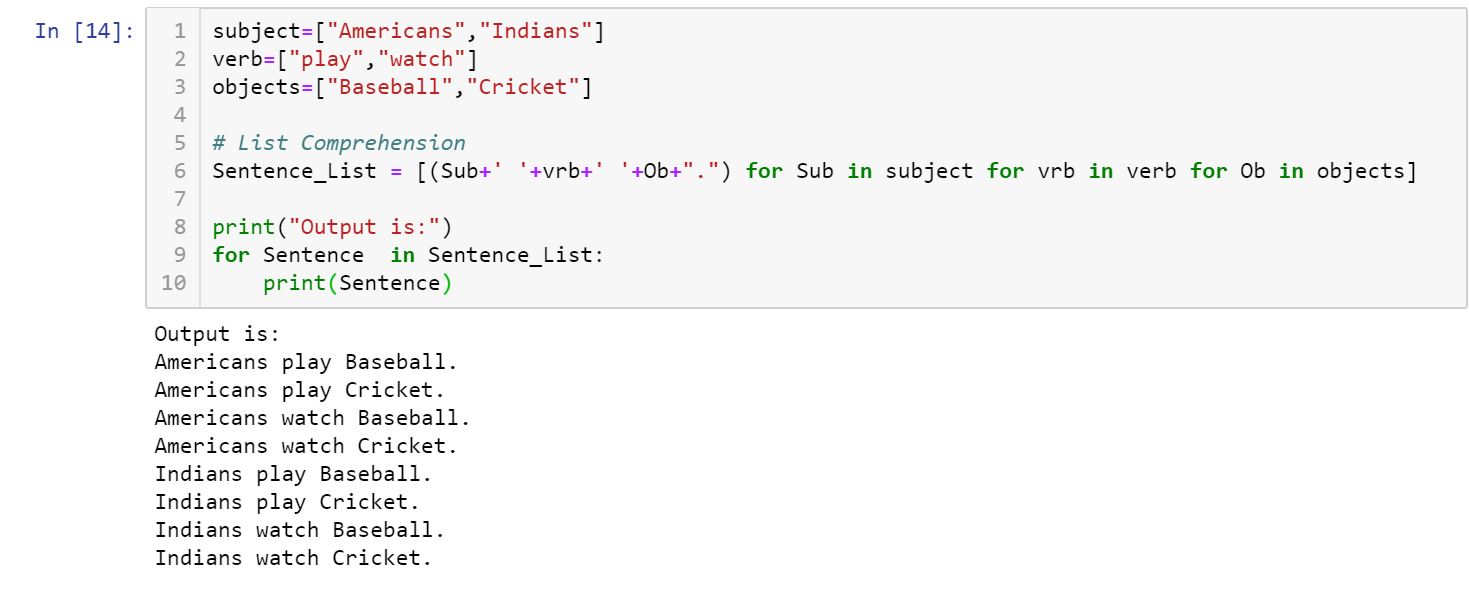 In [14]:
1 subject=["Americans","Indians"]
2 verb=["play","watch"]
3 objects=["Baseball","Cricket"]
4
5 # List Comprehension
6 Sentence_List = [(Sub+' '+vrb+' '+Ob+".") for Sub in subject for vrb in verb for Ob in objects]
7
8 print("Output is:")
9 for Sentence  in Sentence_List:
10     print(Sentence)
Output is:
Americans play Baseball.
Americans play Cricket.
Americans watch Baseball.
Americans watch Cricket.
Indians play Baseball.
Indians play Cricket.
Indians watch Baseball.
Indians watch Cricket.